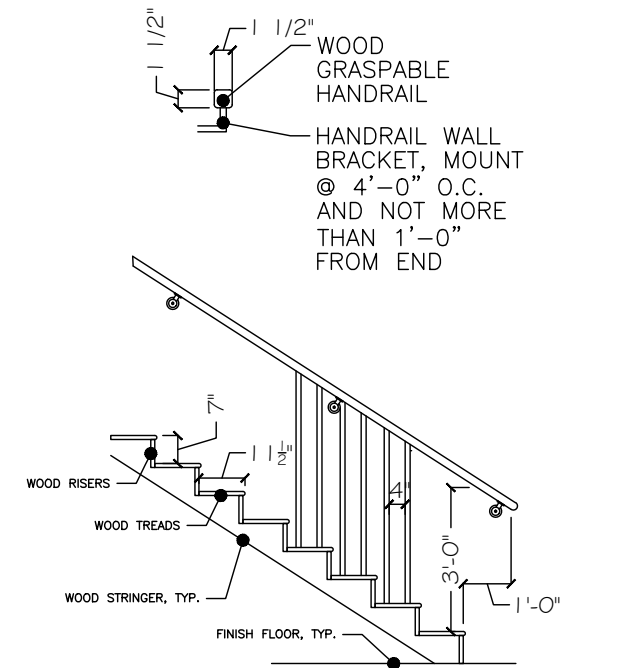 1 1/2"
1 1/2"
WOOD
GRASPABLE
HANDRAIL
HANDRAIL WALL
BRACKET, MOUNT
@ 4'-0" O.C.
AND NOT MORE
THAN 1'-0"
FROM END
7"
11 1/2"
WOOD RISERS
4"
WOOD TREADS
3'-0"
WOOD STRINGER, TYP.
1'-0"
FINISH FLOOR, TYP.